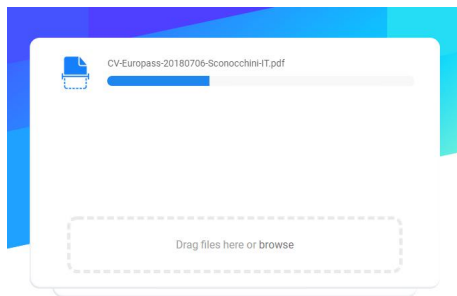 CV-Europass-20180706-Sconocchini-IT.pdf
Drag files here or browse